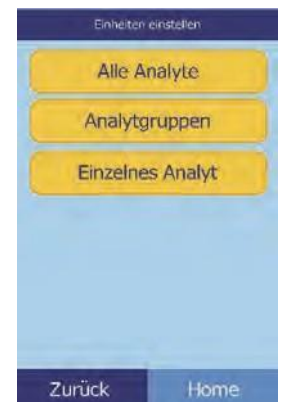 Einheiten einstellen
Alle Analyte
Analytgruppen
Einzelnes Analyt
Zurück Home